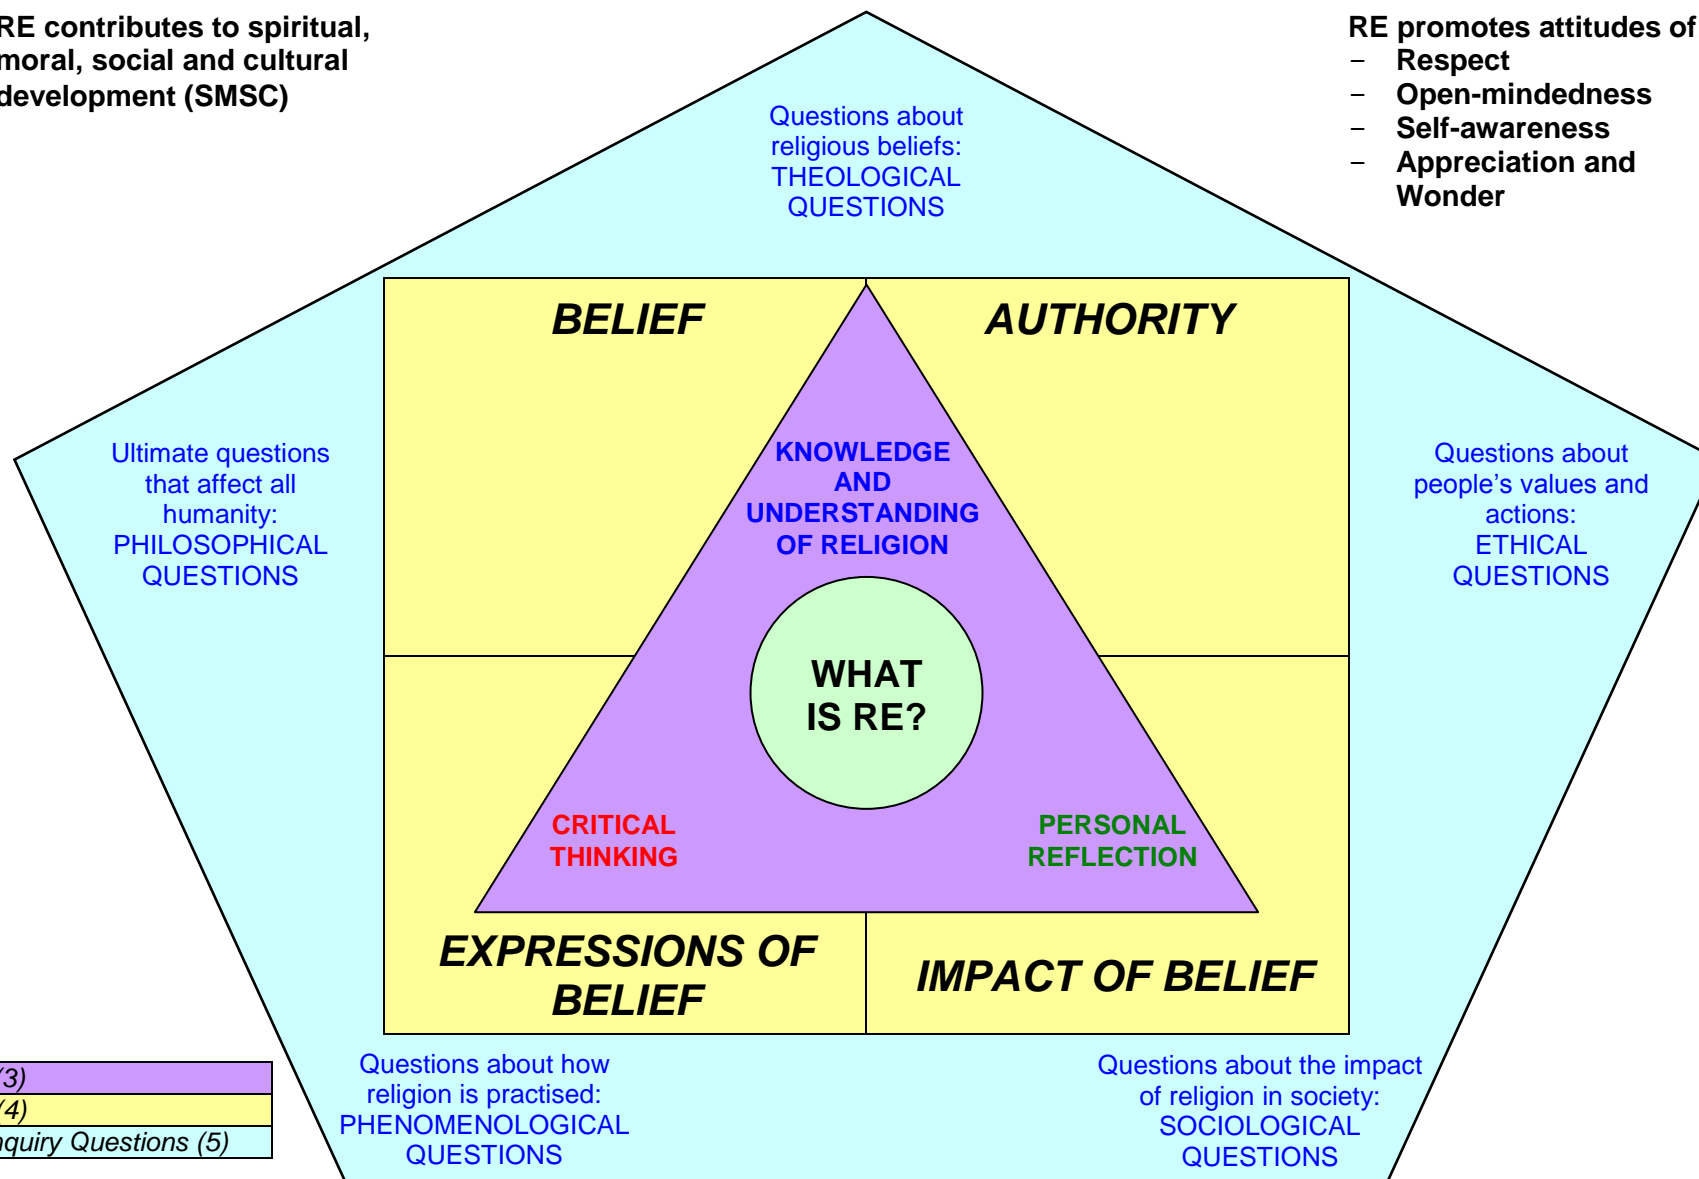 RE contributes to spiritual,
moral, social and cultural
development (SMSC)
RE promotes attitudes of
– Respect
– Open-mindedness
– Self-awareness
– Appreciation and
Wonder
Questions about
religious beliefs:
THEOLOGICAL
QUESTIONS
BELIEF
AUTHORITY
Ultimate questions
that affect all
humanity:
PHILOSOPHICAL
QUESTIONS
KNOWLEDGE
AND
UNDERSTANDING
OF RELIGION
Questions about
people’s values and
actions:
ETHICAL
QUESTIONS
WHAT
IS RE?
CRITICAL
THINKING
PERSONAL
REFLECTION
EXPRESSIONS OF
BELIEF
IMPACT OF BELIEF
Questions about how
religion is practised:
PHENOMENOLOGICAL
QUESTIONS
Questions about the impact
of religion in society:
SOCIOLOGICAL
QUESTIONS
(3)
(4)
nquiry Questions (5)